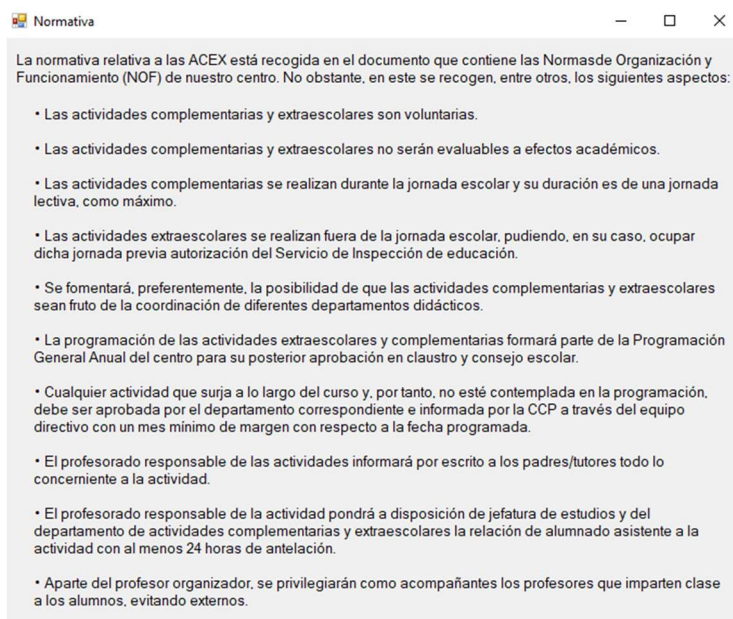 Normativa
La normativa relativa a las ACEX está recogida en el documento que contiene las Normasde Organización y
Funcionamiento (NOF) de nuestro centro. No obstante, en este se recogen, entre otros, los siguientes aspectos:
• Las actividades complementarias y extraescolares son voluntarias.
• Las actividades complementarias y extraescolares no serán evaluables a efectos académicos.
• Las actividades complementarias se realizan durante la jornada escolar y su duración es de una jornada
lectiva, como máximo.
• Las actividades extraescolares se realizan fuera de la jornada escolar, pudiendo, en su caso, ocupar
dicha jornada previa autorización del Servicio de Inspección de educación.
• Se fomentará, preferentemente, la posibilidad de que las actividades complementarias y extraescolares
sean fruto de la coordinación de diferentes departamentos didácticos.
• La programación de las actividades extraescolares y complementarias formará parte de la Programación
General Anual del centro para su posterior aprobación en claustro y consejo escolar.
• Cualquier actividad que surja a lo largo del curso y, por tanto, no esté contemplada en la programación,
debe ser aprobada por el departamento correspondiente e informada por la CCP a través del equipo
directivo con un mes mínimo de margen con respecto a la fecha programada.
• El profesorado responsable de las actividades informará por escrito a los padres/tutores todo lo
concerniente a la actividad.
• El profesorado responsable de la actividad pondrá a disposición de jefatura de estudios y del
departamento de actividades complementarias y extraescolares la relación de alumnado asistente a la
actividad con al menos 24 horas de antelación.
• Aparte del profesor organizador, se privilegiarán como acompañantes los profesores que imparten clase
a los alumnos, evitando externos.